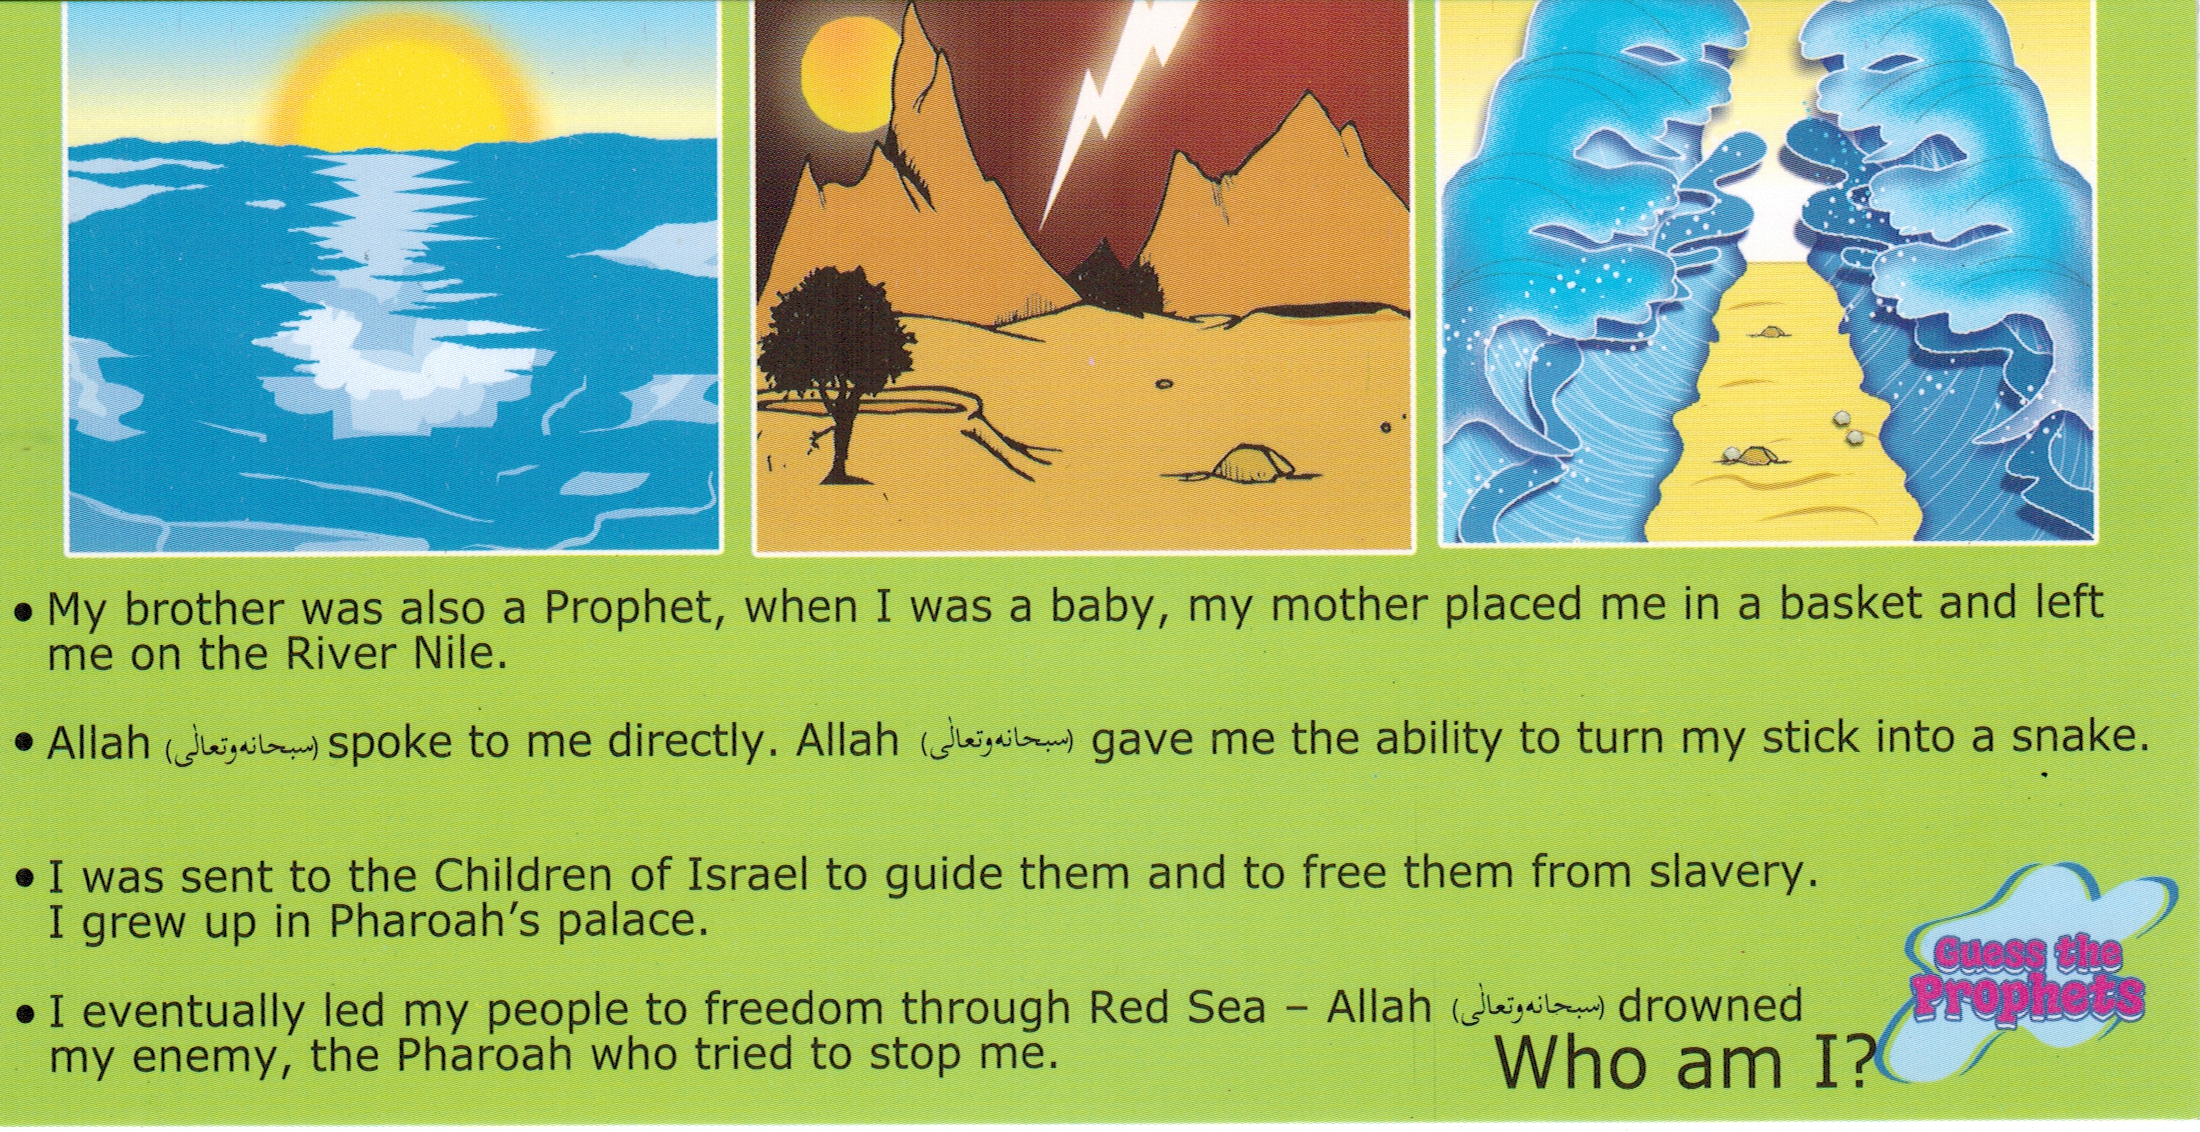 • My brother was also a Prophet, when I was a baby, my mother placed me in a basket and left
me on the River Nile.
• Allah (سبحانه وتعالٰى) spoke to me directly. Allah (سبحانه وتعالٰى) gave me the ability to turn my stick into a snake.
• I was sent to the Children of Israel to guide them and to free them from slavery.
I grew up in Pharoah’s palace.
• I eventually led my people to freedom through Red Sea – Allah (سبحانه وتعالٰى) drowned
my enemy, the Pharoah who tried to stop me.
Who am I?
Guess the
Prophets